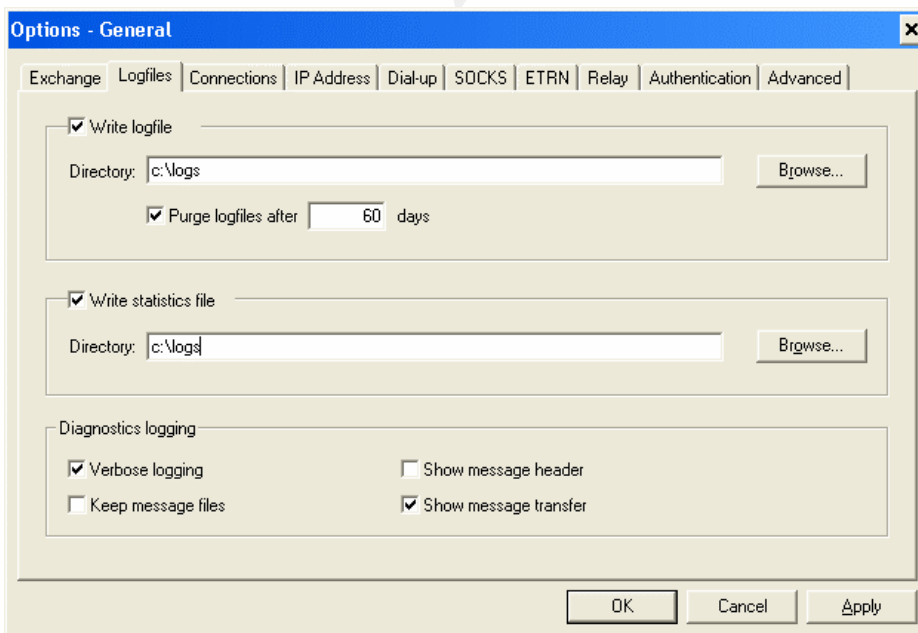 Options - General
Exchange Logfiles Connections IP Address Dial-up SOCKS ETRN Relay Authentication Advanced
Write logfile
Directory: c:\logs Browse...
Purge logfiles after 60 days
Write statistics file
Directory: c:\logs Browse...
Diagnostics logging
Verbose logging Show message header
Keep message files Show message transfer
OK Cancel Apply